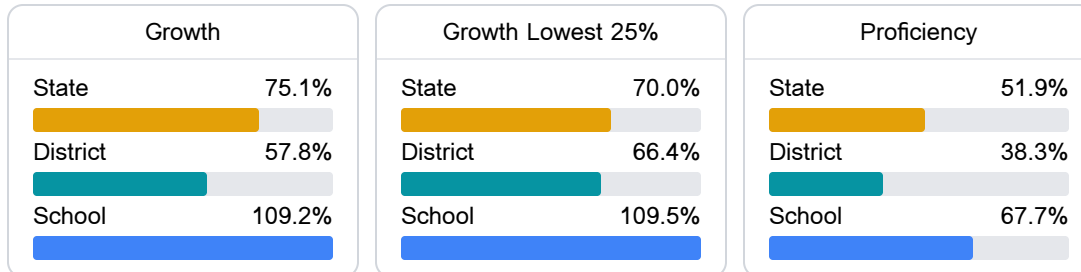 Growth
State 75.1%
District 57.8%
School 109.2%
Growth Lowest 25%
State 70.0%
District 66.4%
School 109.5%
Proficiency
State 51.9%
District 38.3%
School 67.7%